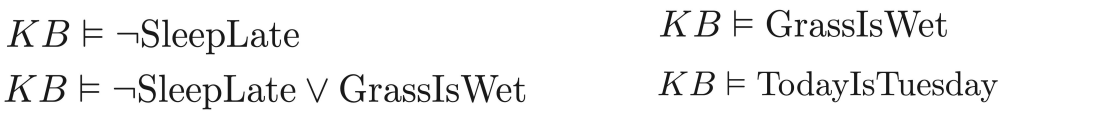 KB ⊨ ¬SleepLate
KB ⊨ ¬SleepLate ∨ GrassIsWet
KB ⊨ GrassIsWet
KB ⊨ TodayIsTuesday